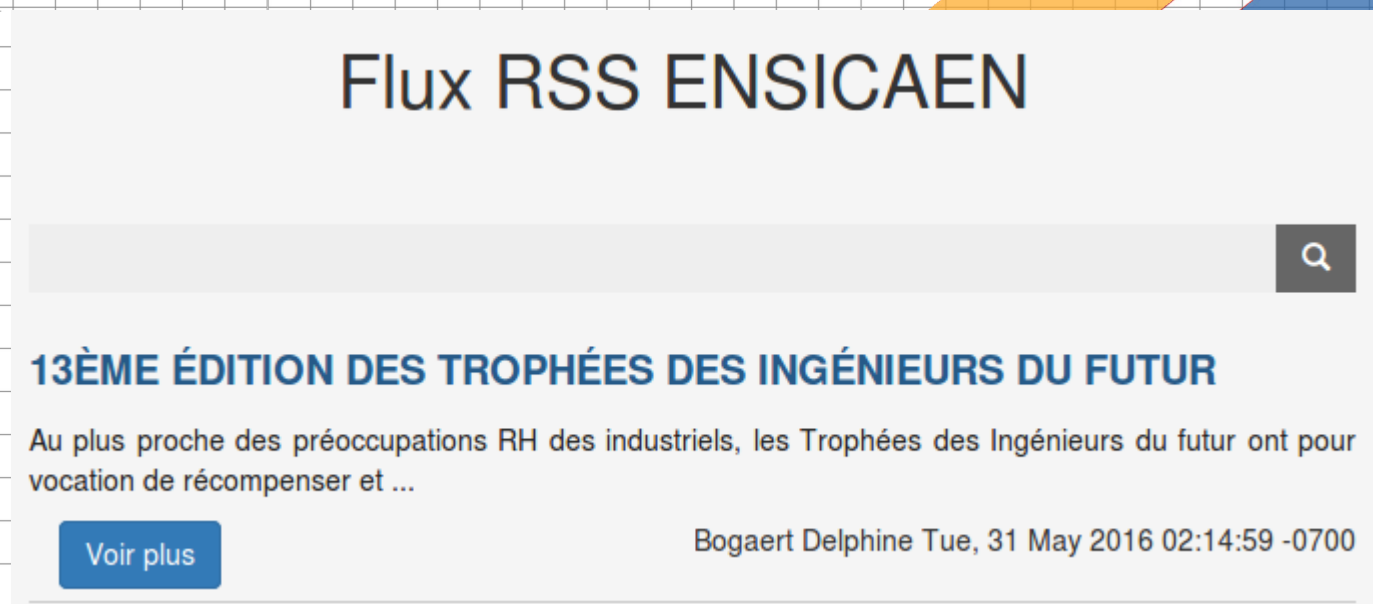 Flux RSS ENSICAEN
13ÈME ÉDITION DES TROPHÉES DES INGÉNIEURS DU FUTUR
Au plus proche des préoccupations RH des industriels, les Trophées des Ingénieurs du futur ont pour
vocation de récompenser et ...
Voir plus
Bogaert Delphine Tue, 31 May 2016 02:14:59 -0700